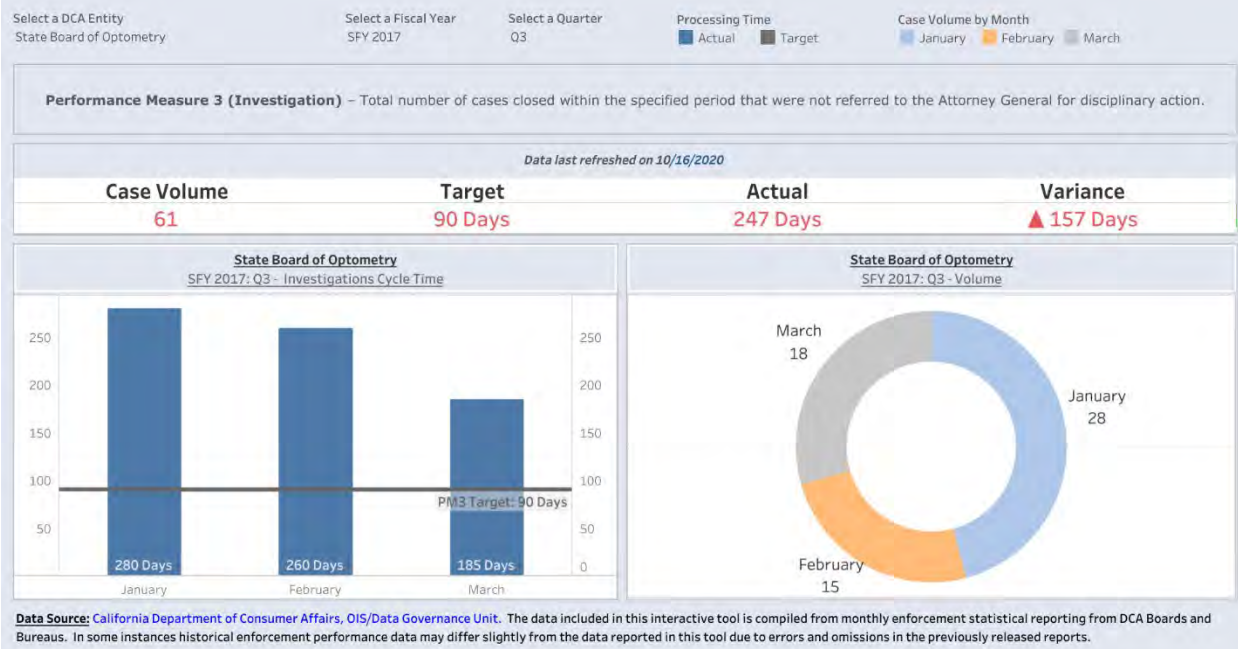 Select a DCA Entity
State Board of Optometry
Select a Fiscal Year
SFY 2017
Select a Quarter
Q3
Processing Time
Actual Target
Case Volume by Month
January February March
Performance Measure 3 (Investigation) – Total number of cases closed within the specified period that were not referred to the Attorney General for disciplinary action.
Data last refreshed on 10/16/2020
Case Volume Target Actual Variance
61 90 Days 247 Days ▲ 157 Days
State Board of Optometry
SFY 2017: Q3 - Investigations Cycle Time
250 250
200 200
150 150
100 100
PM3 Target: 90 Days
50 50
280 Days 260 Days 185 Days 0
January February March
State Board of Optometry
SFY 2017: Q3 - Volume
March
18
January
28
February
15
Data Source: California Department of Consumer Affairs, OIS/Data Governance Unit. The data included in this interactive tool is compiled from monthly enforcement statistical reporting from DCA Boards and
Bureaus. In some instances historical enforcement performance data may differ slightly from the data reported in this tool due to errors and omissions in the previously released reports.